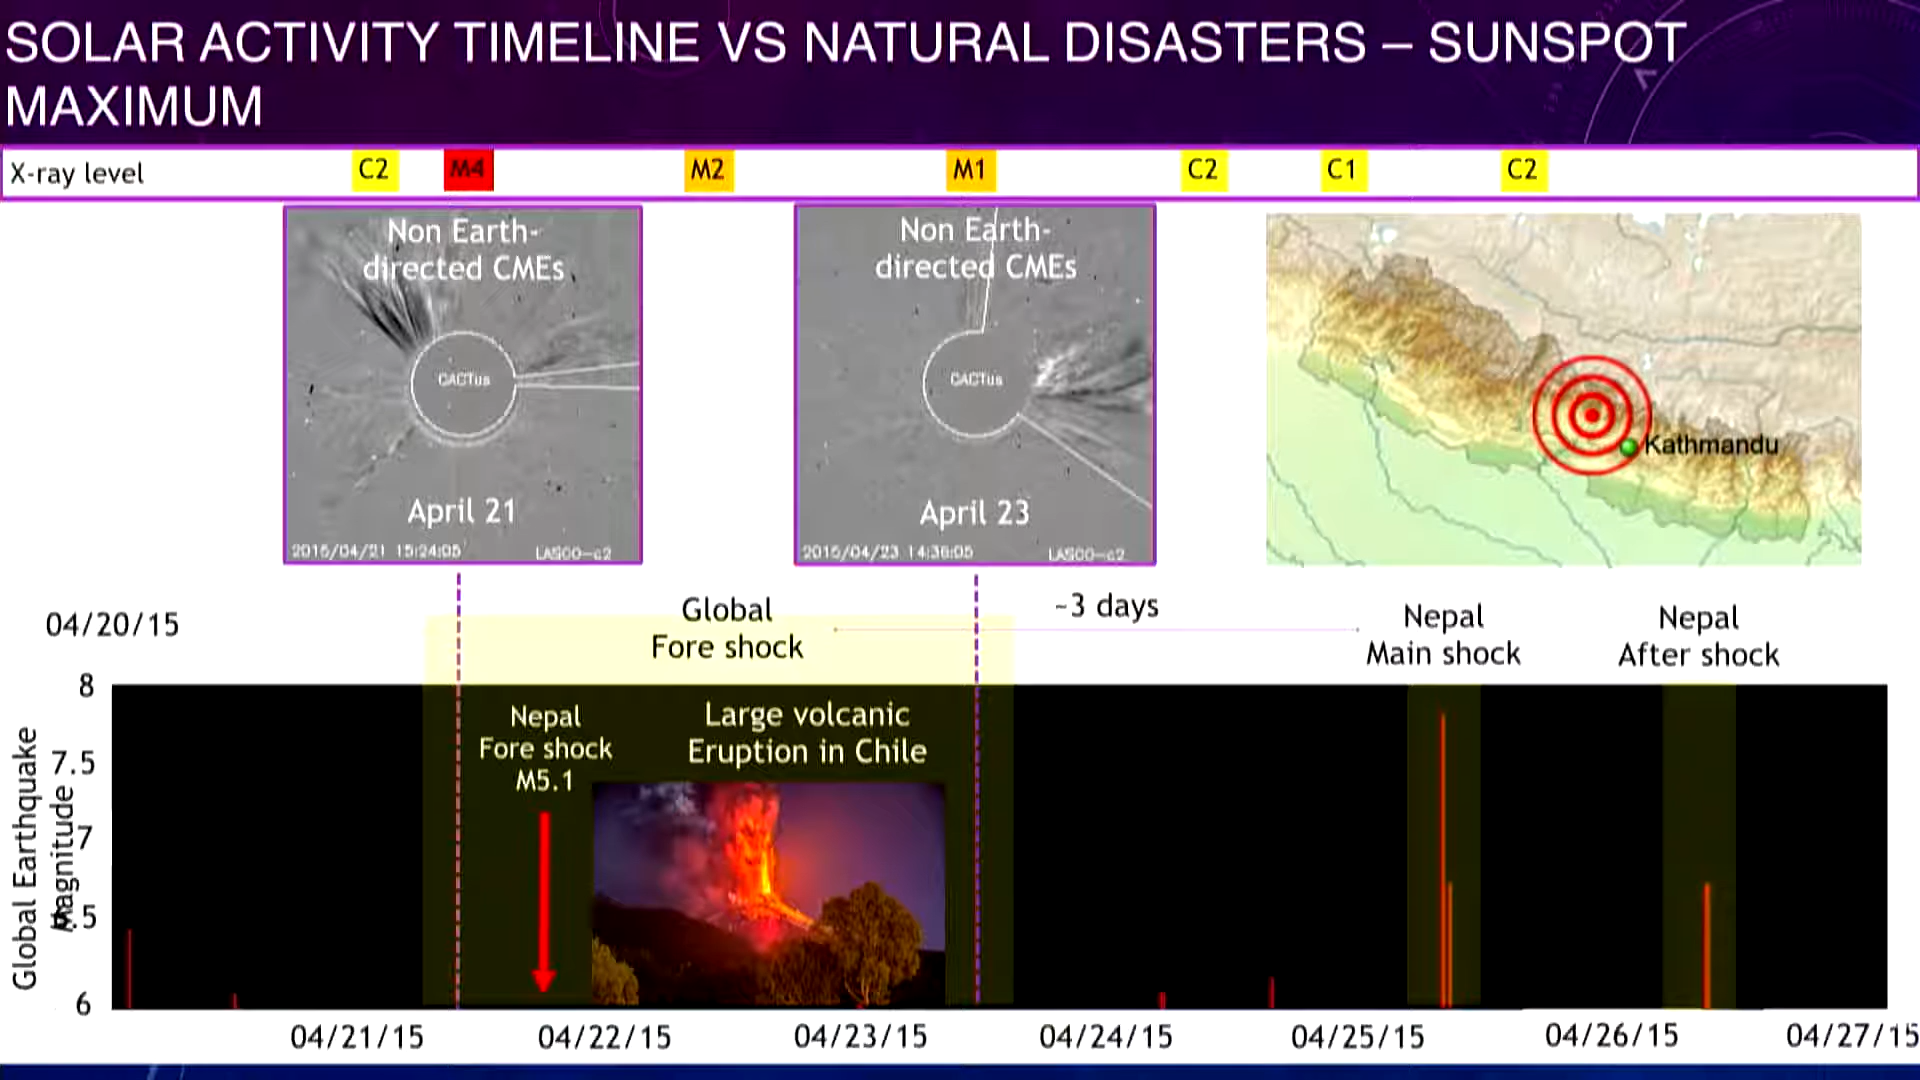 SOLAR ACTIVITY TIMELINE VS NATURAL DISASTERS – SUNSPOT
MAXIMUM
X-ray level
C2
M4
M2
M1
C2
C1
C2
Non Earth-
directed CMEs
CACTus
April 21
2015/04/21 15:24:05
LASCO-c2
Non Earth-
directed CMEs
CACTus
April 23
2015/04/23 14:36:05
LASCO-c2
Kathmandu
04/20/15
Global
Fore shock
~3 days
Nepal
Main shock
Nepal
After shock
Global Earthquake
Magnitude
8
7.5
7
6.5
6
Nepal
Fore shock
M5.1
Large volcanic
Eruption in Chile
04/21/15
04/22/15
04/23/15
04/24/15
04/25/15
04/26/15
04/27/15